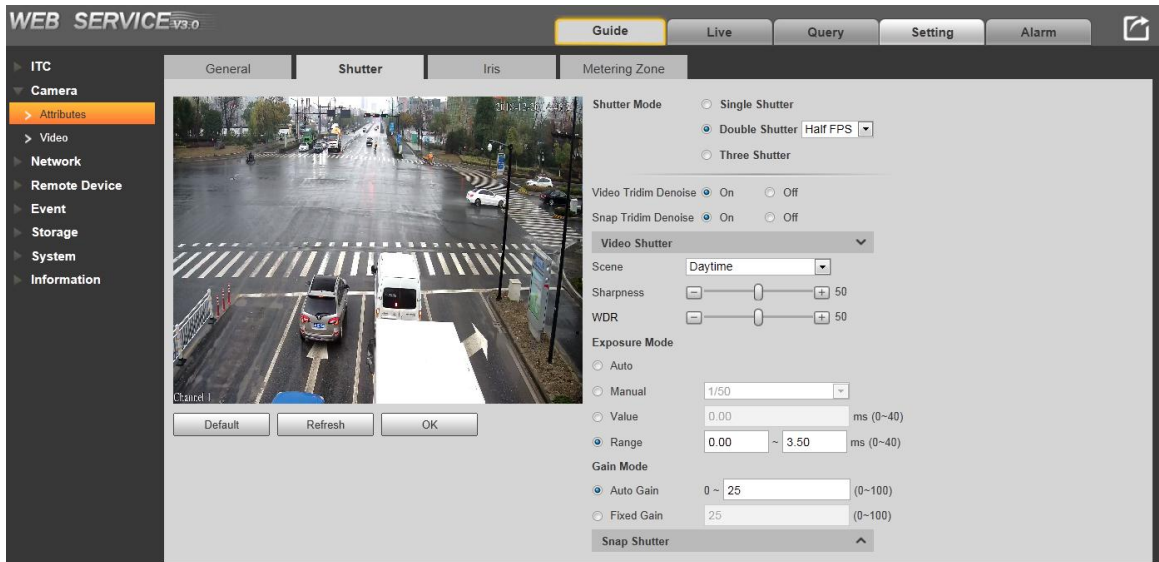 WEB SERVICE V3.0
Guide Live Query Setting Alarm
ITC
Camera
> Attributes
> Video
Network
Remote Device
Event
Storage
System
Information
General Shutter Iris Metering Zone
Channel 1
Default Refresh OK
Shutter Mode Single Shutter
Double Shutter Half FPS
Three Shutter
Video Tridim Denoise On Off
Snap Tridim Denoise On Off
Video Shutter
Scene Daytime
Sharpness - + 50
WDR - + 50
Exposure Mode
Auto
Manual 1/50
Value 0.00 ms (0~40)
Range 0.00 ~ 3.50 ms (0~40)
Gain Mode
Auto Gain 0 ~ 25 (0~100)
Fixed Gain 25 (0~100)
Snap Shutter